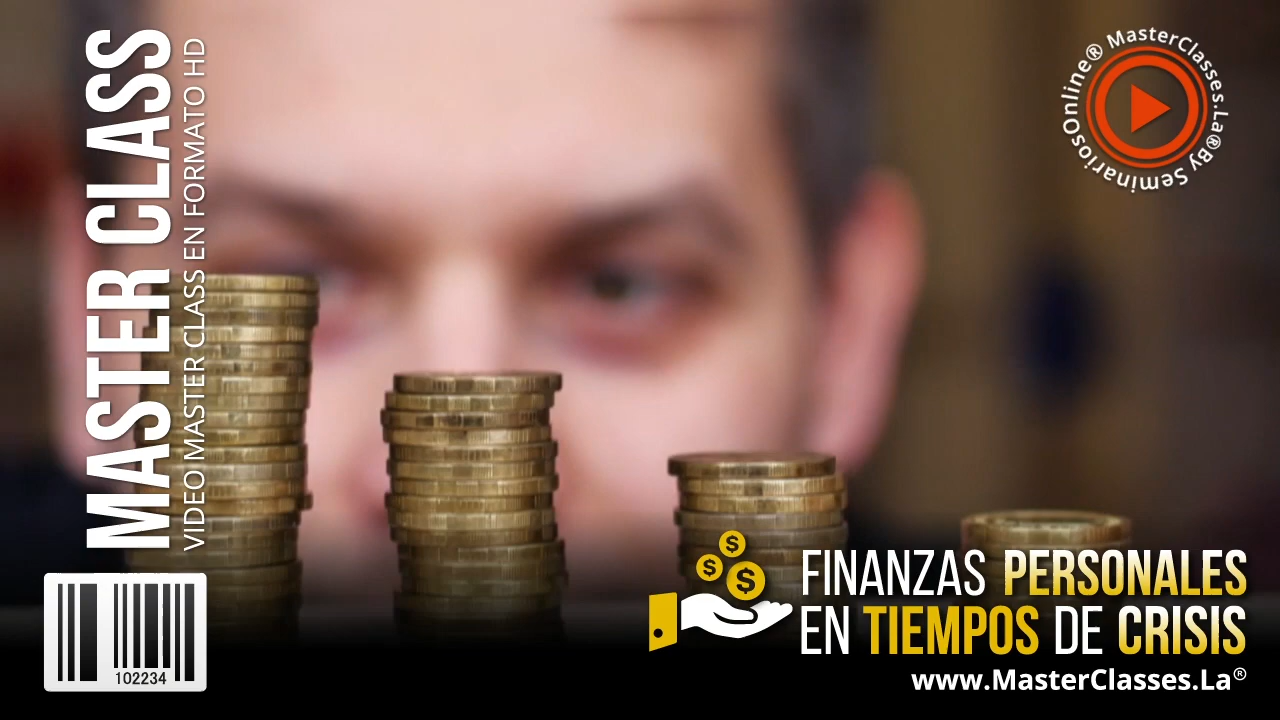 MASTER CLASS
VIDEO MASTER CLASS EN FORMATO HD
MasterClasses.La® By SeminariosOnline®
$
$
$
FINANZAS PERSONALES
EN TIEMPOS DE CRISIS
www.MasterClasses.La®
102234